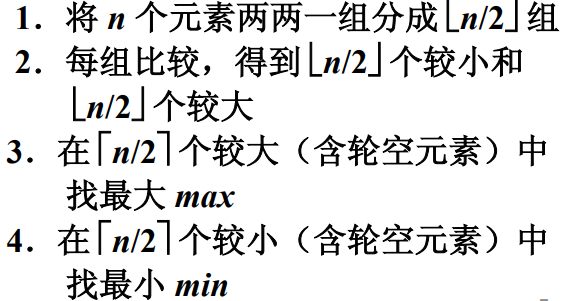 1. 将 n 个元素两两一组分成⌊n/2⌋组
2. 每组比较，得到⌊n/2⌋个较小和
⌊n/2⌋个较大
3. 在⌈n/2⌉个较大（含轮空元素）中
找最大 max
4. 在⌈n/2⌉个较小（含轮空元素）中
找最小 min